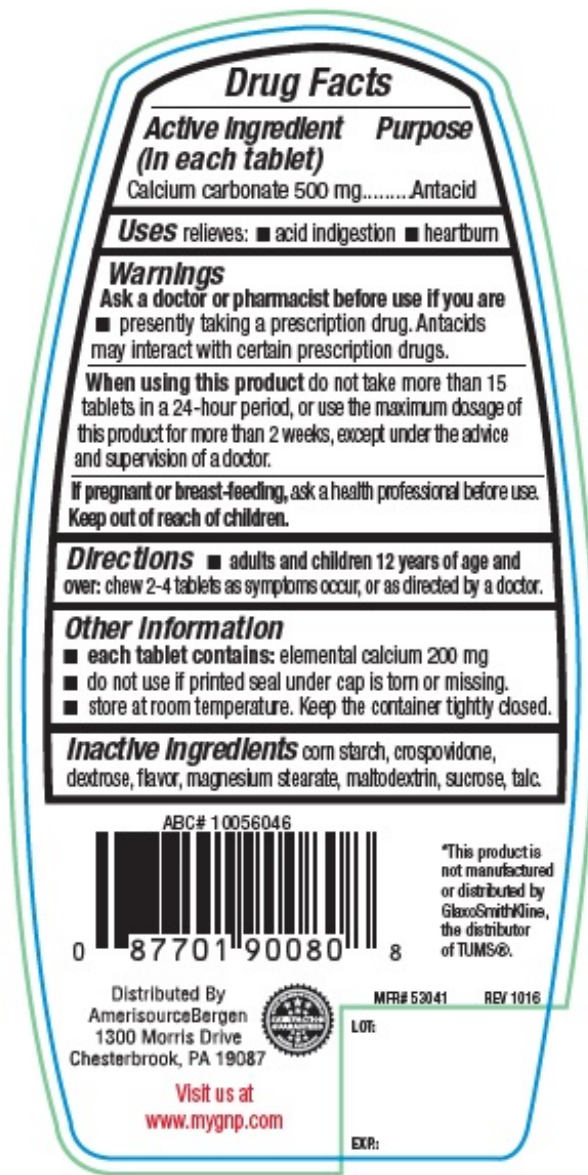 Drug Facts
Active Ingredient Purpose
(In each tablet)
Calcium carbonate 500 mg.........Antacid
Uses relieves: ■ acid indigestion ■ heartburn
Warnings
Ask a doctor or pharmacist before use if you are
■ presently taking a prescription drug. Antacids
may interact with certain prescription drugs.
When using this product do not take more than 15
tablets in a 24-hour period, or use the maximum dosage of
this product for more than 2 weeks, except under the advice
and supervision of a doctor.
If pregnant or breast-feeding, ask a health professional before use.
Keep out of reach of children.
Directions ■ adults and children 12 years of age and
over: chew 2-4 tablets as symptoms occur, or as directed by a doctor.
Other Information
■ each tablet contains: elemental calcium 200 mg
■ do not use if printed seal under cap is torn or missing.
■ store at room temperature. Keep the container tightly closed.
Inactive Ingredients corn starch, crospovidone,
dextrose, flavor, magnesium stearate, maltodextrin, sucrose, talc.
ABC# 10056046
0 87701 90080 8
*This product is
not manufactured
or distributed by
GlaxoSmithKline,
the distributor
of TUMS®.
Distributed By
AmerisourceBergen
1300 Morris Drive
Chesterbrook, PA 19087
Visit us at
www.mygnp.com
MFR# 53041 REV 1016
LOT:
EXP.: